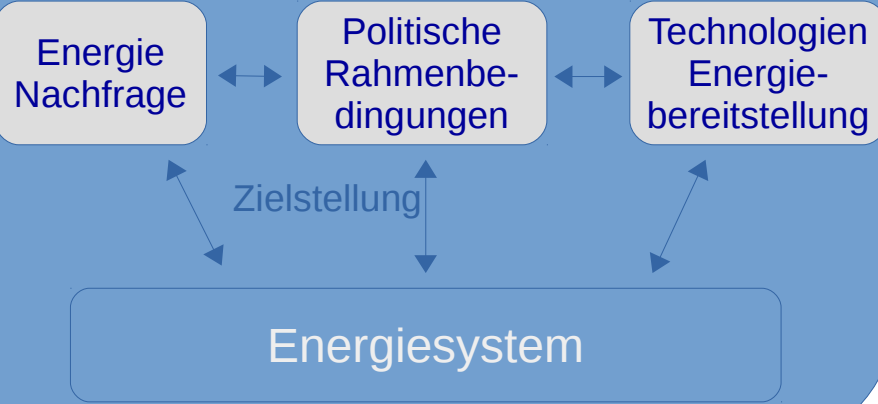 Energie
Nachfrage
Politische
Rahmenbe-
dingungen
Technologien
Energie-
bereitstellung
Zielstellung
Energiesystem